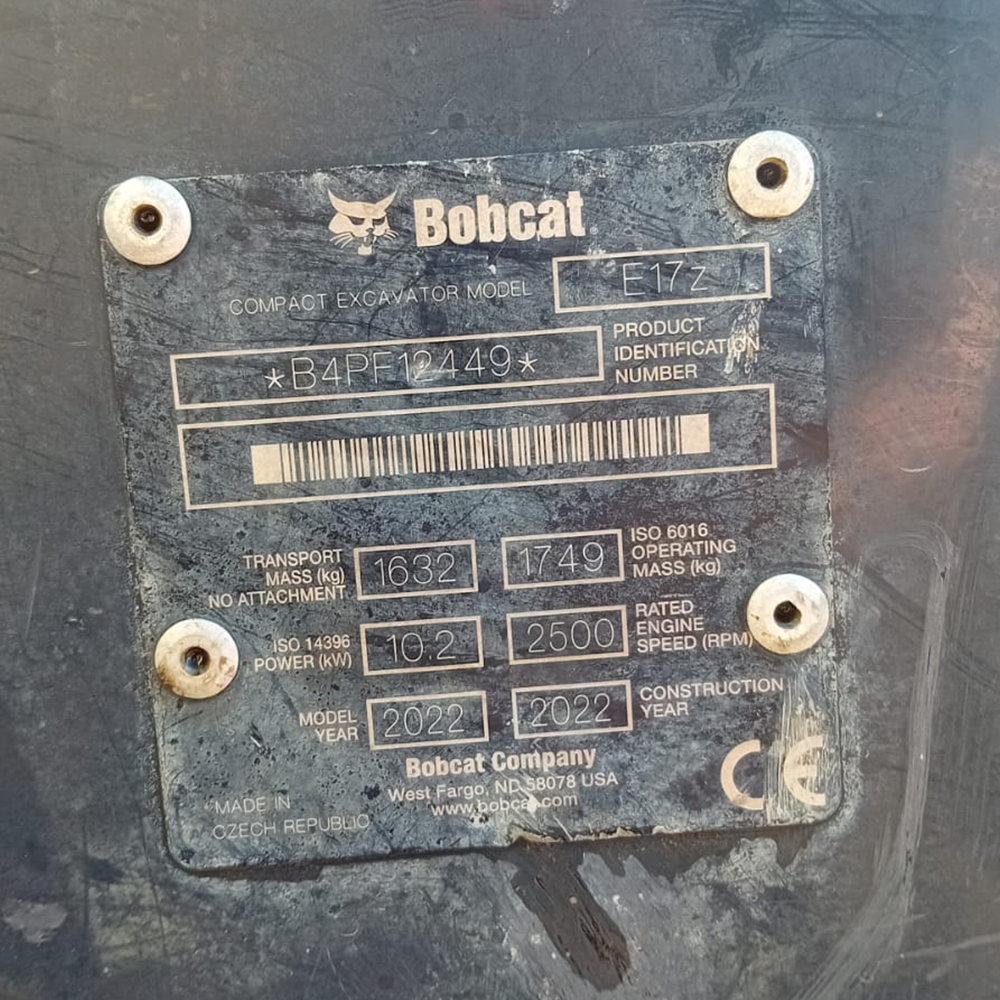 Bobcat
COMPACT EXCAVATOR MODEL
E17z
*B4PF12449*
PRODUCT
IDENTIFICATION
NUMBER
TRANSPORT
MASS (kg)
NO ATTACHMENT
1632
1749
ISO 6016
OPERATING
MASS (kg)
ISO 14396
POWER (kW)
10.2
2500
RATED
ENGINE
SPEED (RPM)
MODEL
YEAR
2022
2022
CONSTRUCTION
YEAR
Bobcat Company
West Fargo, ND 58078 USA
www.bobcat.com
MADE IN
CZECH REPUBLIC
CE